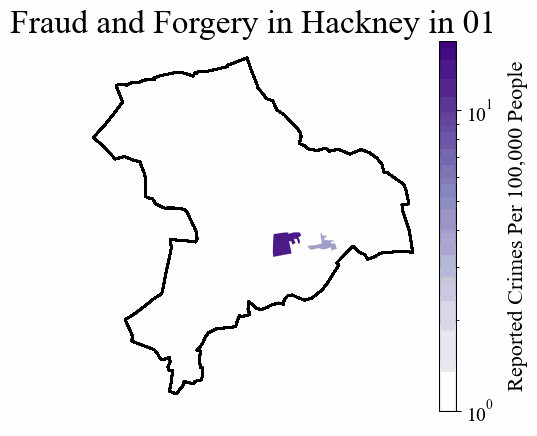 Fraud and Forgery in Hackney in 01
10^1
Reported Crimes Per 100,000 People
10^0